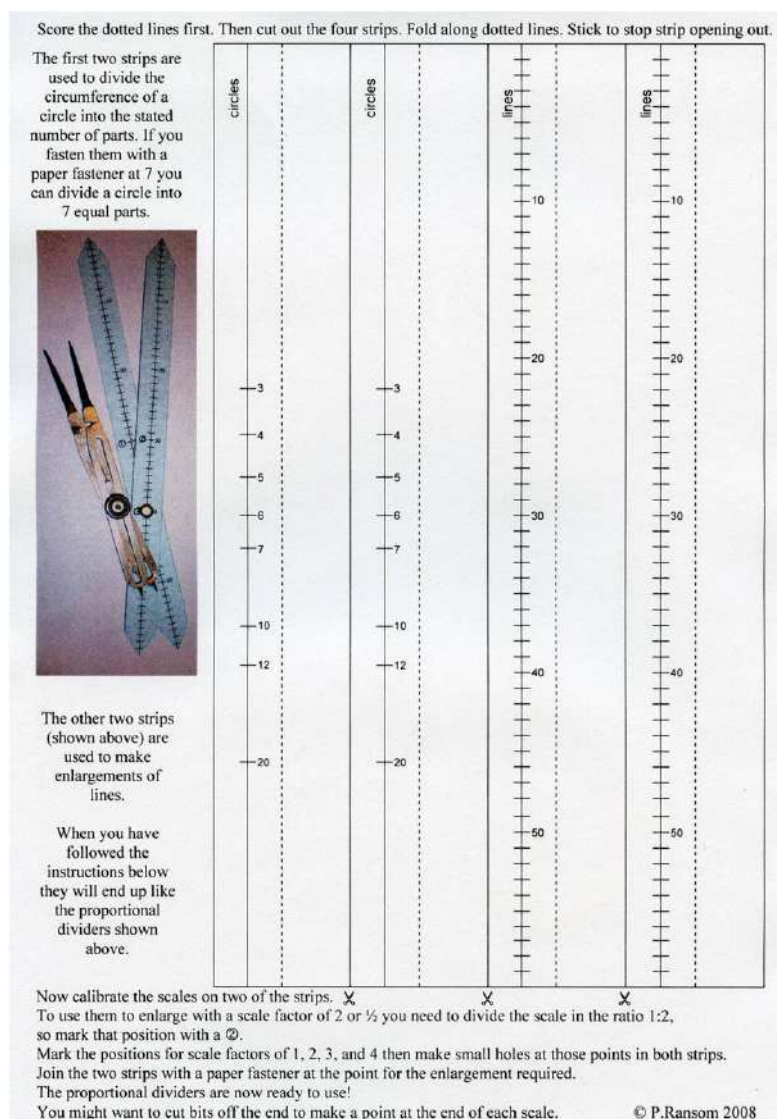 Score the dotted lines first. Then cut out the four strips. Fold along dotted lines. Stick to stop strip opening out.
The first two strips are
used to divide the
circumference of a
circle into the stated
number of parts. If you
fasten them with a
paper fastener at 7 you
can divide a circle into
7 equal parts.
The other two strips
(shown above) are
used to make
enlargements of
lines.
When you have
followed the
instructions below
they will end up like
the proportional
dividers shown
above.
circles
3
4
5
6
7
10
12
20
circles
3
4
5
6
7
10
12
20
lines
10
20
30
40
50
lines
10
20
30
40
50
Now calibrate the scales on two of the strips.
To use them to enlarge with a scale factor of 2 or ½ you need to divide the scale in the ratio 1:2,
so mark that position with a ②.
Mark the positions for scale factors of 1, 2, 3, and 4 then make small holes at those points in both strips.
Join the two strips with a paper fastener at the point for the enlargement required.
The proportional dividers are now ready to use!
You might want to cut bits off the end to make a point at the end of each scale.
© P.Ransom 2008